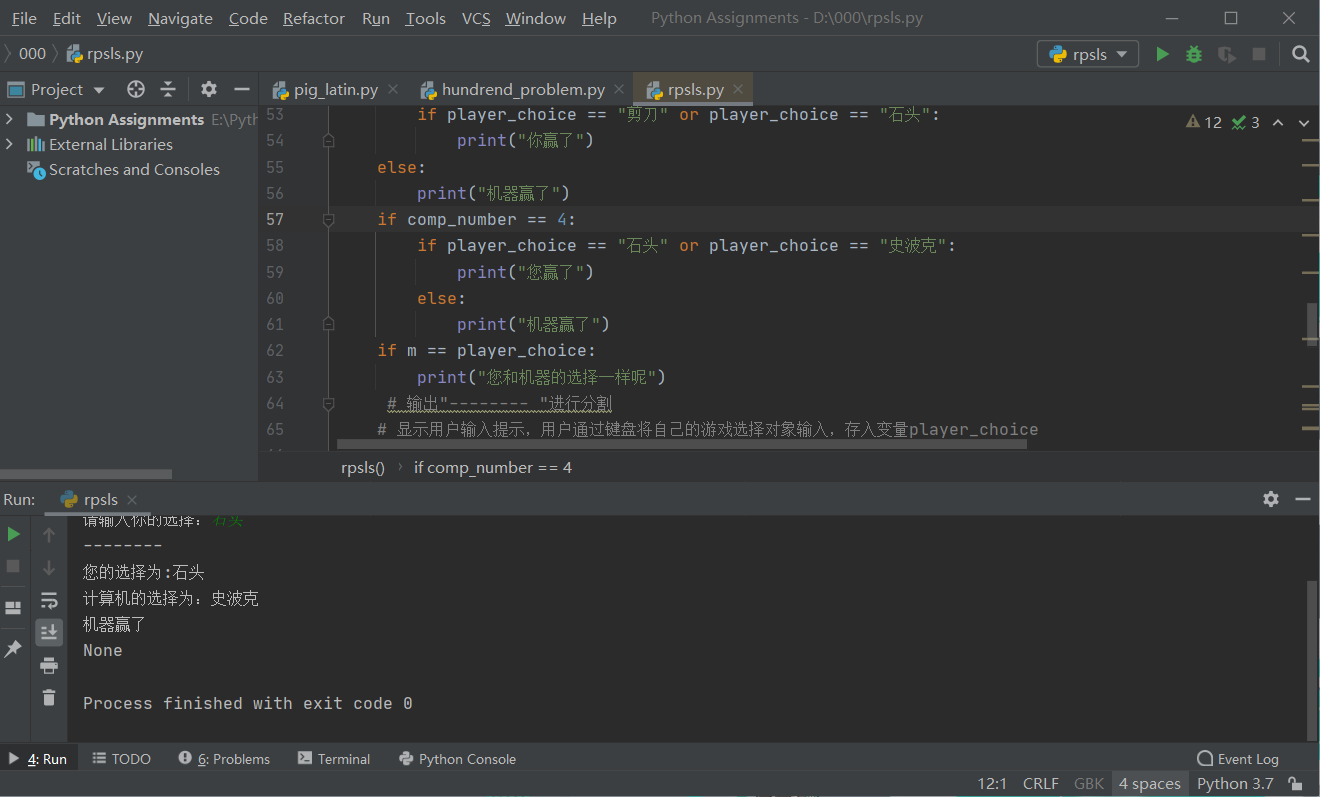 File Edit View Navigate Code Refactor Run Tools VCS Window Help Python Assignments - D:\000\rpsls.py
000 rpsls.py rpsls
Project pig_latin.py hundrend_problem.py rpsls.py
Python Assignments E:\Pyth
External Libraries
Scratches and Consoles
12 3
53 if player_choice == "剪刀" or player_choice == "石头":
54 print("你赢了")
55 else:
56 print("机器赢了")
57 if comp_number == 4:
58 if player_choice == "石头" or player_choice == "史波克":
59 print("您赢了")
60 else:
61 print("机器赢了")
62 if m == player_choice:
63 print("您和机器的选择一样呢")
64 # 输出"-------- "进行分割
65 # 显示用户输入提示，用户通过键盘将自己的游戏选择对象输入，存入变量player_choice
rpsls() if comp_number == 4
Run: rpsls
请输入你的选择：石头
--------
您的选择为:石头
计算机的选择为：史波克
机器赢了
None
Process finished with exit code 0
4: Run TODO 6: Problems Terminal Python Console Event Log
12:1 CRLF GBK 4 spaces Python 3.7